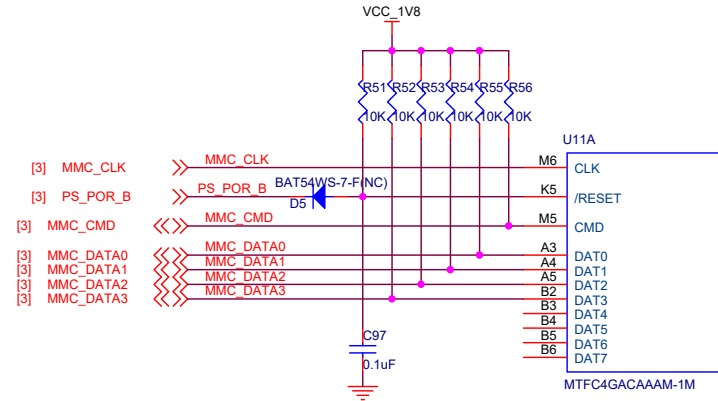 VCC_1V8
R51 R52 R53 R54 R55 R56
10K 10K 10K 10K 10K 10K
U11A
[3] MMC_CLK MMC_CLK M6 CLK
[3] PS_POR_B PS_POR_B BAT54WS-7-F(NC) K5 /RESET
D5
[3] MMC_CMD MMC_CMD M5 CMD
[3] MMC_DATA0 MMC_DATA0 A3 DAT0
[3] MMC_DATA1 MMC_DATA1 A4 DAT1
[3] MMC_DATA2 MMC_DATA2 A5 DAT2
[3] MMC_DATA3 MMC_DATA3 B2 DAT3
B3 DAT4
B4 DAT5
B5 DAT6
B6 DAT7
C97
0.1uF
MTFC4GACAAAM-1M